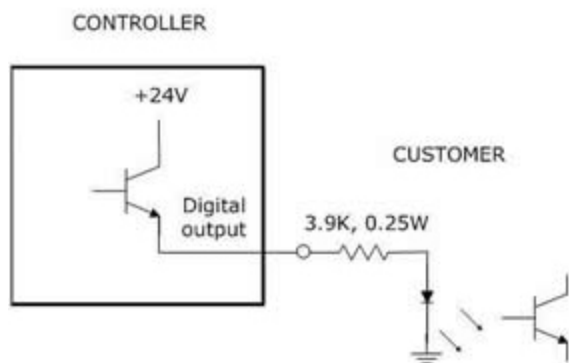 CONTROLLER
+24V
CUSTOMER
Digital
output
3.9K, 0.25W